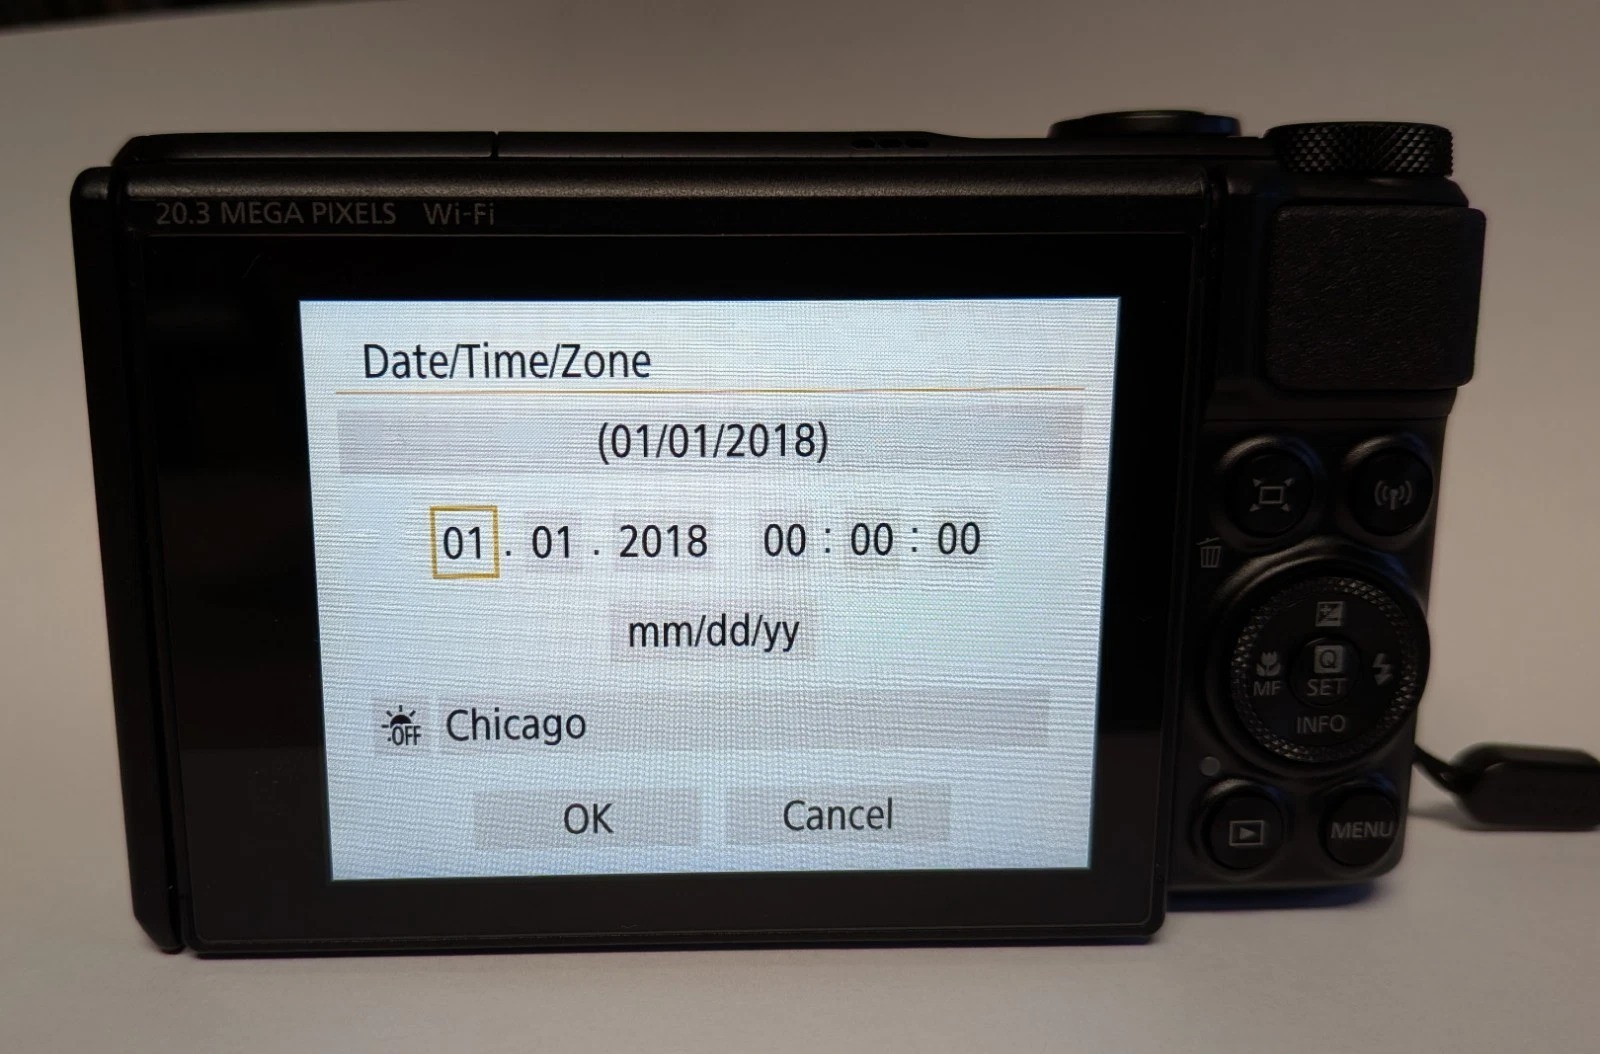 20.3 MEGA PIXELS Wi-Fi
Date/Time/Zone
(01/01/2018)
01 . 01 . 2018 00 : 00 : 00
mm/dd/yy
OFF Chicago
OK Cancel
MF
Q
SET
INFO
MENU